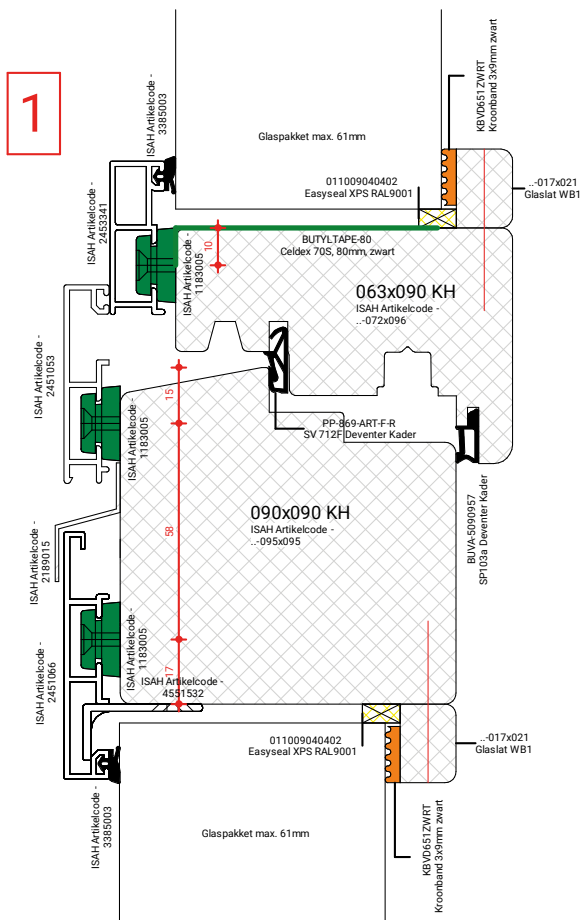 1
ISAH Artikelcode -
3385003
Glaspakket max. 61mm
KBVD651ZWRT
Kroonband 3x9mm zwart
011009040402
Easyseal XPS RAL9001
..-017x021
Glaslat WB1
ISAH Artikelcode -
2453341
BUTYLTAPE-80
Celdex 70S, 80mm, zwart
10
ISAH Artikelcode -
1183005
063x090 KH
ISAH Artikelcode -
..-072x096
ISAH Artikelcode -
2451053
15
ISAH Artikelcode -
1183005
PP-869-ART-F-R
SV 712F Deventer Kader
BUVA-5090957
SP103a Deventer Kader
090x090 KH
ISAH Artikelcode -
..-095x095
58
ISAH Artikelcode -
2189015
ISAH Artikelcode -
1183005
17
ISAH Artikelcode -
4551532
ISAH Artikelcode -
2451066
011009040402
Easyseal XPS RAL9001
..-017x021
Glaslat WB1
ISAH Artikelcode -
3385003
Glaspakket max. 61mm
KBVD651ZWRT
Kroonband 3x9mm zwart